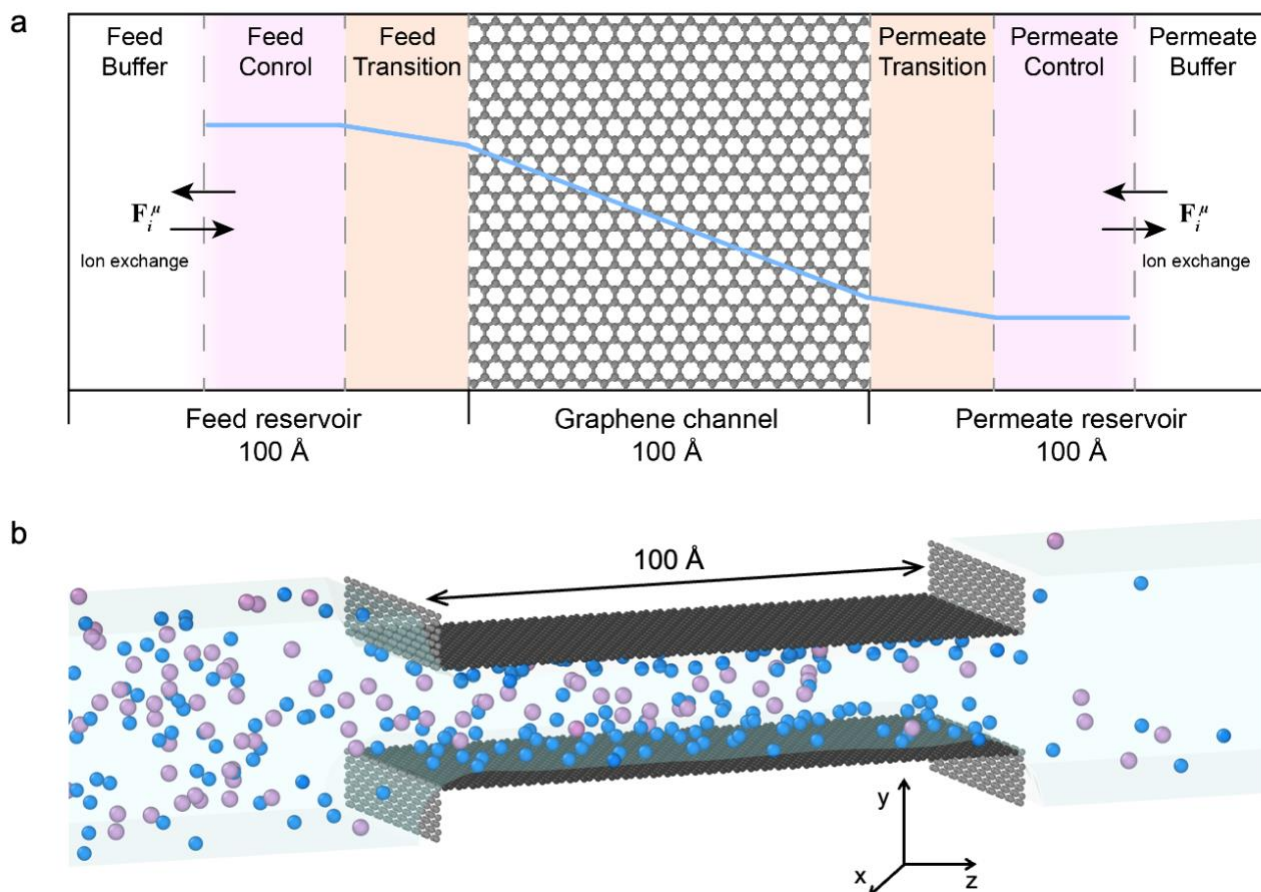 a
Feed
Buffer
Feed
Conrol
Feed
Transition
Permeate
Transition
Permeate
Control
Permeate
Buffer
F_i^μ
Ion exchange
F_i^μ
Ion exchange
Feed reservoir
100 Å
Graphene channel
100 Å
Permeate reservoir
100 Å
b
100 Å
y
x
z